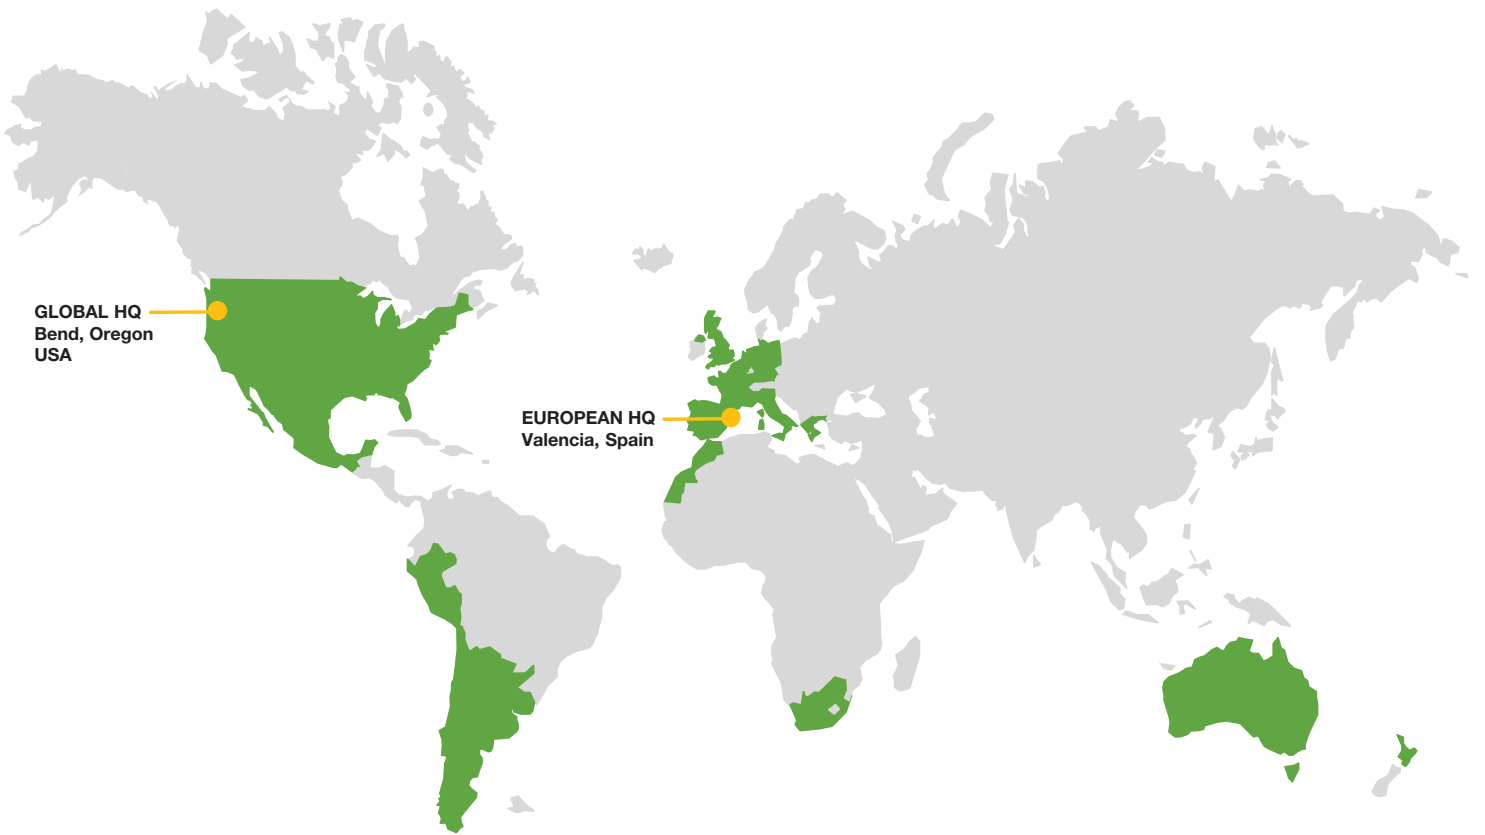 GLOBAL HQ
Bend, Oregon
USA
EUROPEAN HQ
Valencia, Spain